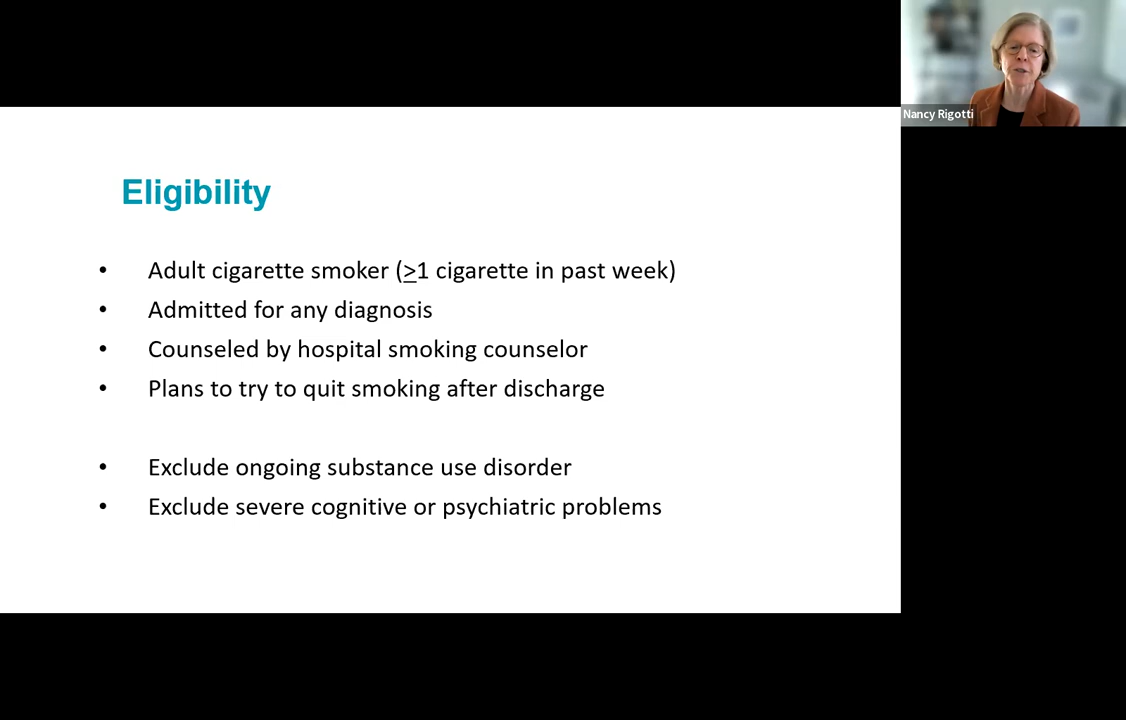 Nancy Rigotti
Eligibility
• Adult cigarette smoker (≥1 cigarette in past week)
• Admitted for any diagnosis
• Counseled by hospital smoking counselor
• Plans to try to quit smoking after discharge
• Exclude ongoing substance use disorder
• Exclude severe cognitive or psychiatric problems